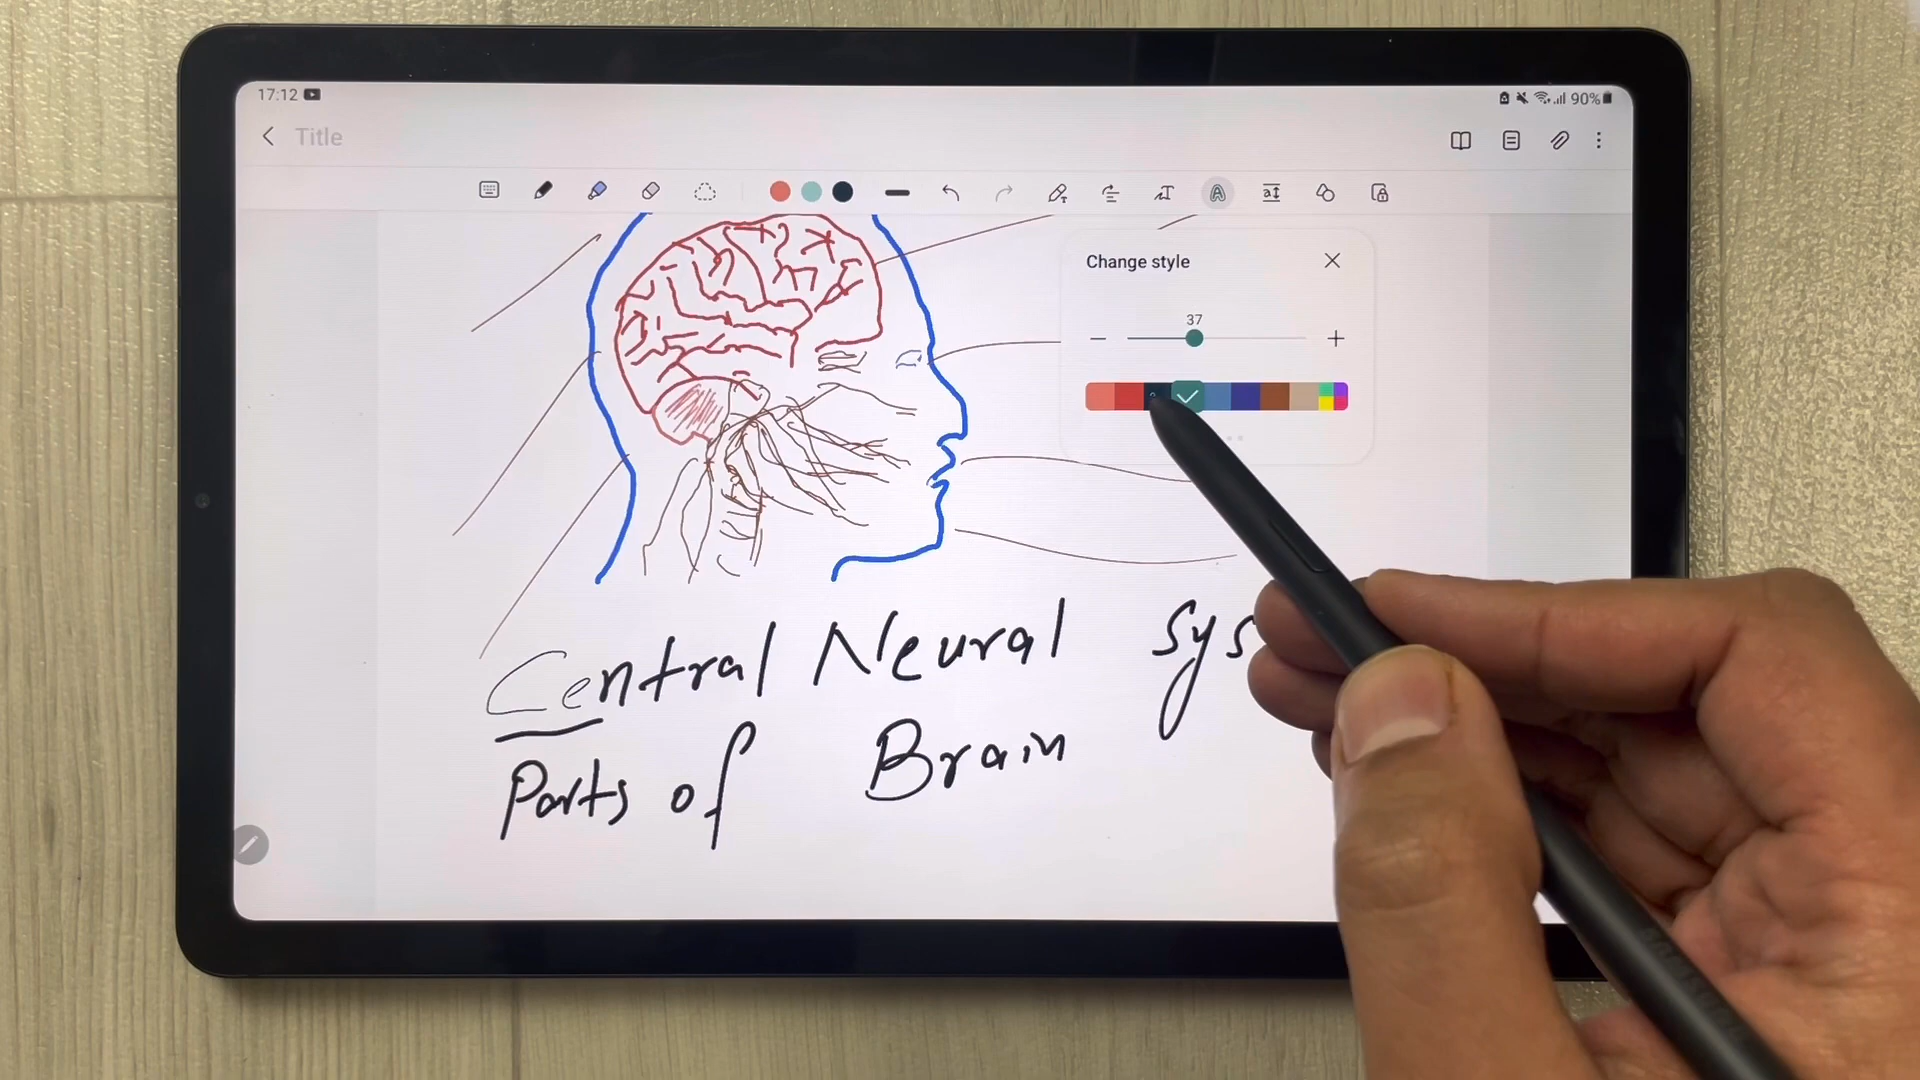 17:12
90%
Title
Change style
37
Central Neural sys
Parts of Brain